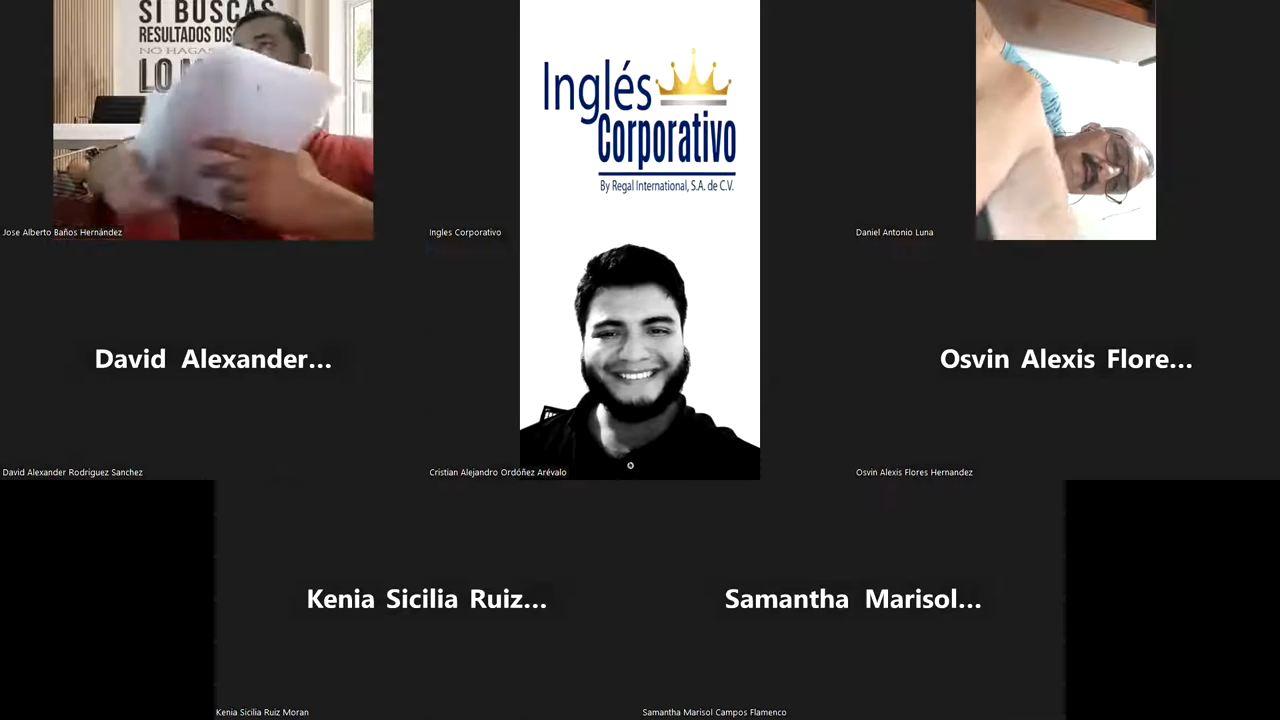 SI BUSCAS
RESULTADOS DIS
NO HAGAS
LO M
Jose Alberto Baños Hernández
Inglés
Corporativo
By Regal International, S.A. de C.V.
Ingles Corporativo
Daniel Antonio Luna
David Alexander...
David Alexander Rodriguez Sanchez
Cristian Alejandro Ordóñez Arévalo
Osvin Alexis Flore...
Osvin Alexis Flores Hernandez
Kenia Sicilia Ruiz...
Kenia Sicilia Ruiz Moran
Samantha Marisol...
Samantha Marisol Campos Flamenco